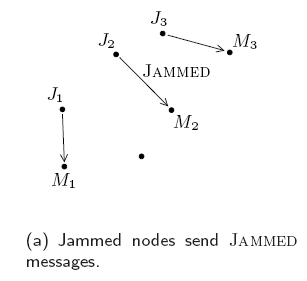 J3
J2
M3
JAMMED
J1
M2
M1
(a) Jammed nodes send JAMMED
messages.